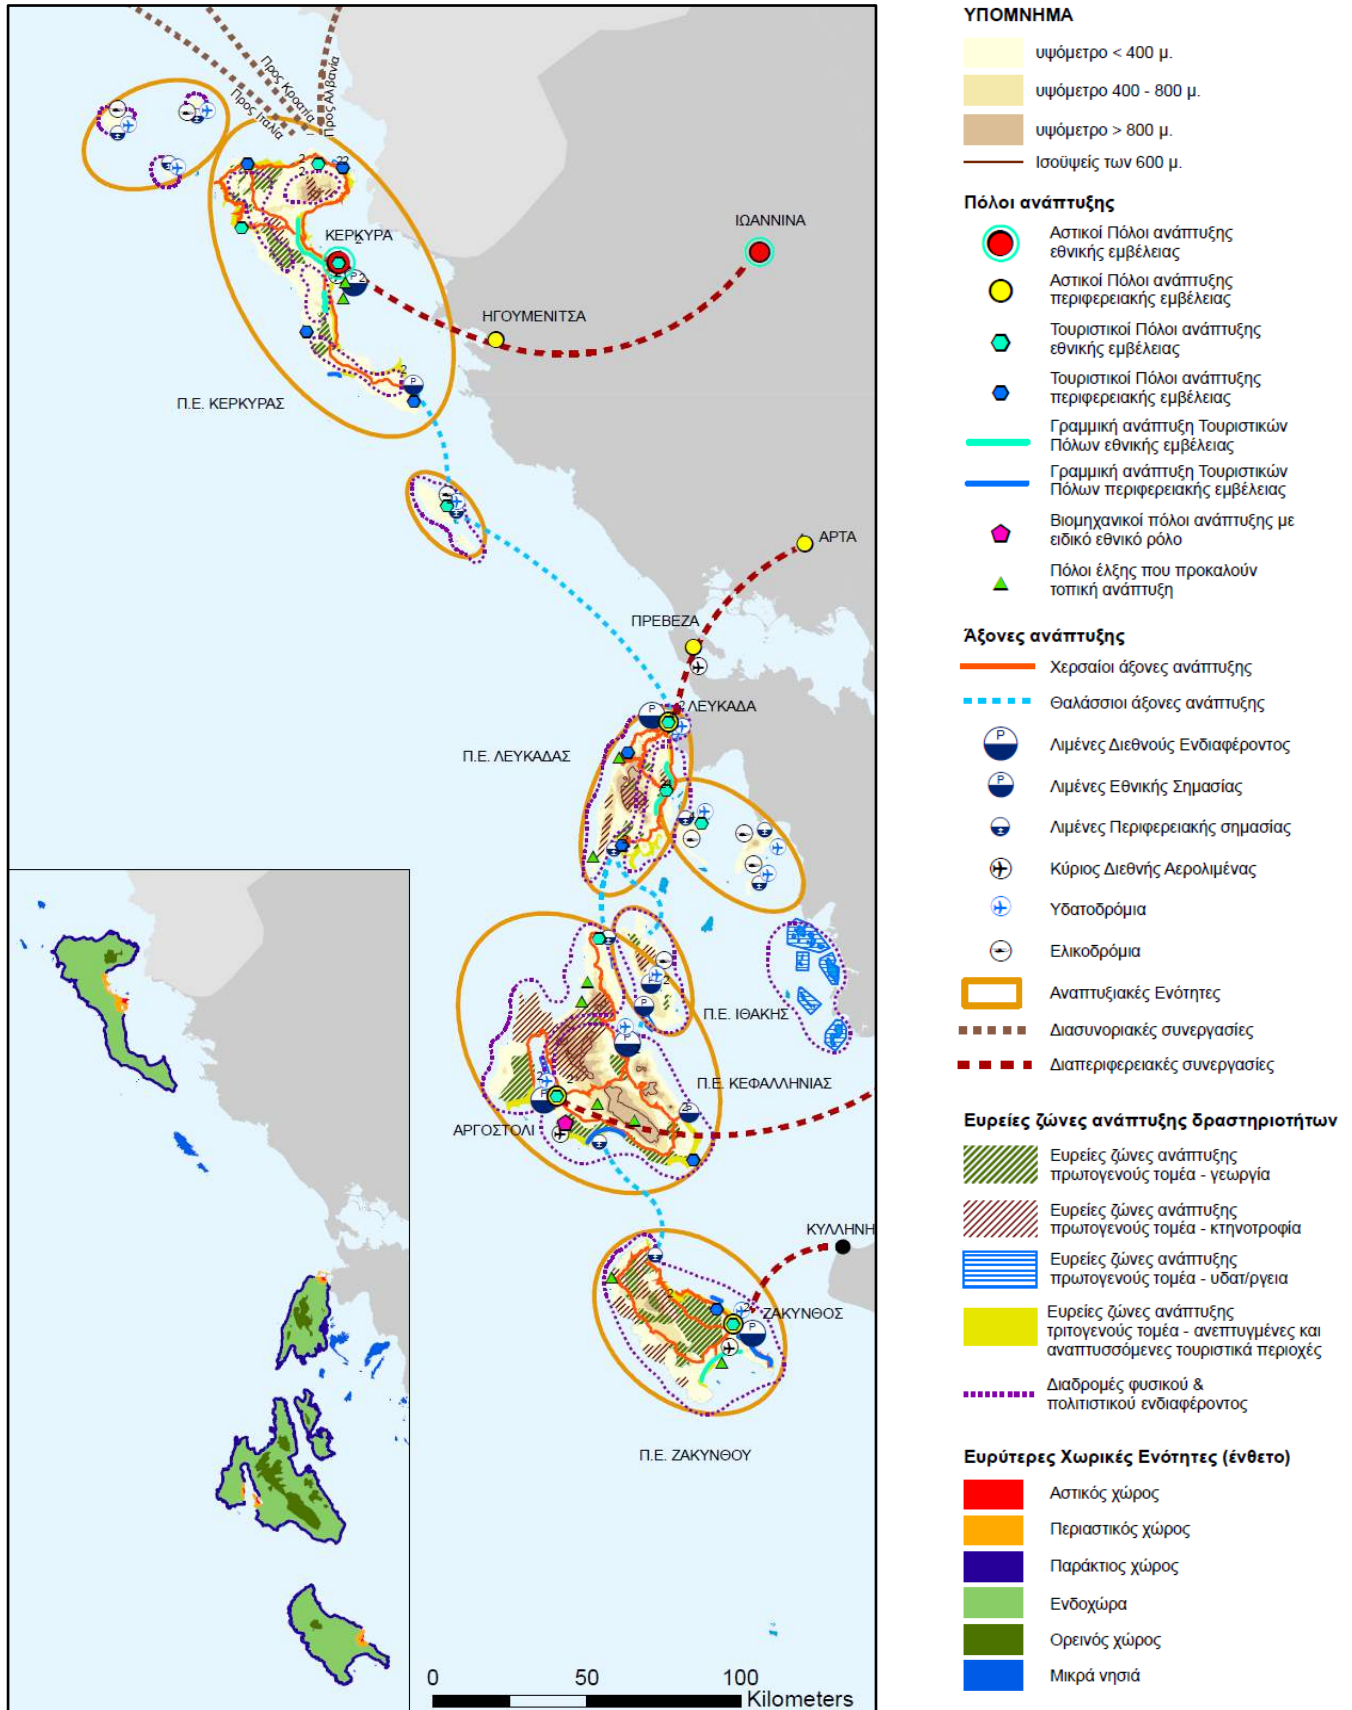 Προς Ιταλία
Προς Κροατία
Προς Αλβανία
ΚΕΡΚΥΡΑ
ΙΩΑΝΝΙΝΑ
ΗΓΟΥΜΕΝΙΤΣΑ
Π.Ε. ΚΕΡΚΥΡΑΣ
ΑΡΤΑ
ΠΡΕΒΕΖΑ
ΛΕΥΚΑΔΑ
Π.Ε. ΛΕΥΚΑΔΑΣ
Π.Ε. ΙΘΑΚΗΣ
Π.Ε. ΚΕΦΑΛΛΗΝΙΑΣ
ΑΡΓΟΣΤΟΛΙ
ΚΥΛΛΗΝΗ
ΖΑΚΥΝΘΟΣ
Π.Ε. ΖΑΚΥΝΘΟΥ
0 50 100
Kilometers
ΥΠΟΜΝΗΜΑ
υψόμετρο < 400 μ.
υψόμετρο 400 - 800 μ.
υψόμετρο > 800 μ.
Ισοϋψείς των 600 μ.
Πόλοι ανάπτυξης
Αστικοί Πόλοι ανάπτυξης
εθνικής εμβέλειας
Αστικοί Πόλοι ανάπτυξης
περιφερειακής εμβέλειας
Τουριστικοί Πόλοι ανάπτυξης
εθνικής εμβέλειας
Τουριστικοί Πόλοι ανάπτυξης
περιφερειακής εμβέλειας
Γραμμική ανάπτυξη Τουριστικών
Πόλων εθνικής εμβέλειας
Γραμμική ανάπτυξη Τουριστικών
Πόλων περιφερειακής εμβέλειας
Βιομηχανικοί πόλοι ανάπτυξης με
ειδικό εθνικό ρόλο
Πόλοι έλξης που προκαλούν
τοπική ανάπτυξη
Άξονες ανάπτυξης
Χερσαίοι άξονες ανάπτυξης
Θαλάσσιοι άξονες ανάπτυξης
P Λιμένες Διεθνούς Ενδιαφέροντος
P Λιμένες Εθνικής Σημασίας
Λιμένες Περιφερειακής σημασίας
Κύριος Διεθνής Αερολιμένας
Υδατοδρόμια
Ελικοδρόμια
Αναπτυξιακές Ενότητες
Διασυνοριακές συνεργασίες
Διαπεριφερειακές συνεργασίες
Ευρείες ζώνες ανάπτυξης δραστηριοτήτων
Ευρείες ζώνες ανάπτυξης
πρωτογενούς τομέα - γεωργία
Ευρείες ζώνες ανάπτυξης
πρωτογενούς τομέα - κτηνοτροφία
Ευρείες ζώνες ανάπτυξης
πρωτογενούς τομέα - υδατ/ργεια
Ευρείες ζώνες ανάπτυξης
τριτογενούς τομέα - ανεπτυγμένες και
αναπτυσσόμενες τουριστικά περιοχές
Διαδρομές φυσικού &
πολιτιστικού ενδιαφέροντος
Ευρύτερες Χωρικές Ενότητες (ένθετο)
Αστικός χώρος
Περιαστικός χώρος
Παράκτιος χώρος
Ενδοχώρα
Ορεινός χώρος
Μικρά νησιά